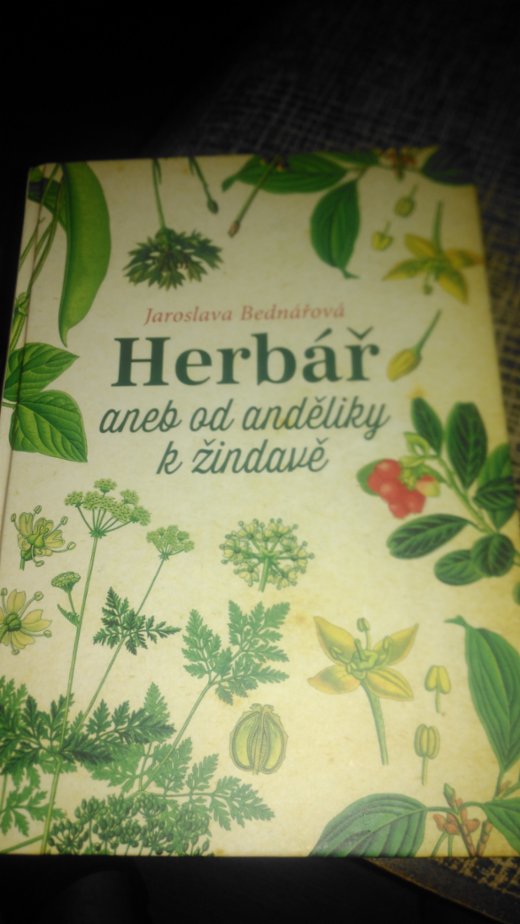 Jaroslava Bednářová
Herbář
aneb od anděliky
k žindavě